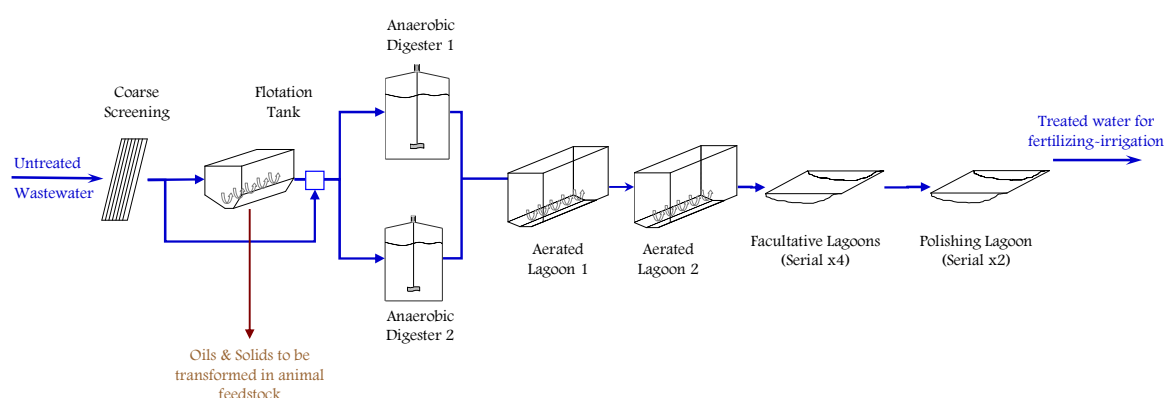 Anaerobic
Digester 1
Coarse
Screening
Flotation
Tank
Untreated
Wastewater
Treated water for
fertilizing-irrigation
Aerated
Lagoon 1
Aerated
Lagoon 2
Facultative Lagoons
(Serial x4)
Polishing Lagoon
(Serial x2)
Anaerobic
Digester 2
Oils & Solids to be
transformed in animal
feedstock